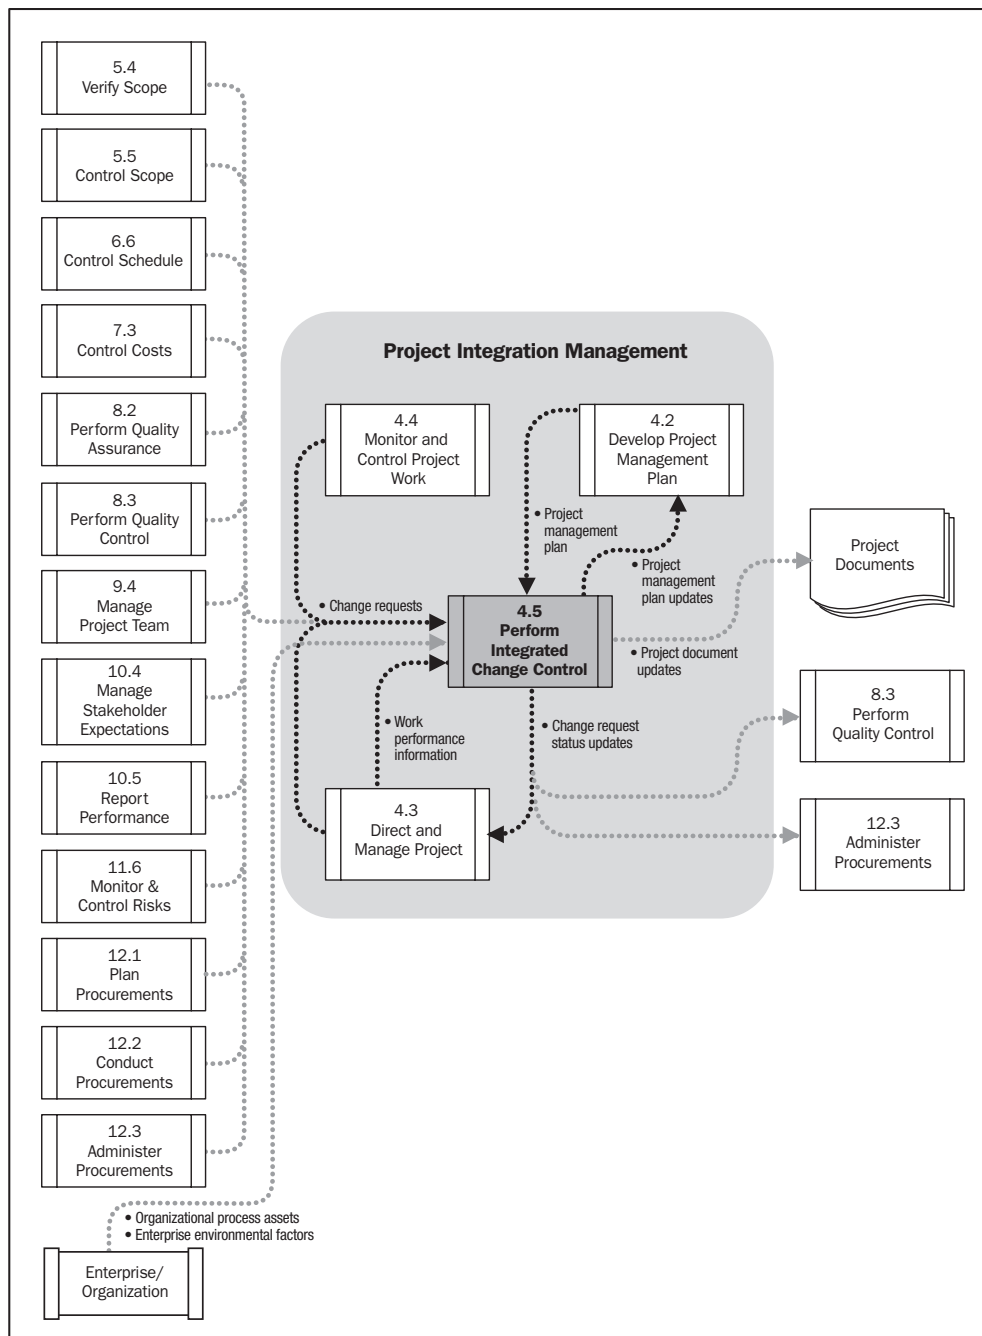 5.4
Verify Scope
5.5
Control Scope
6.6
Control Schedule
7.3
Control Costs
8.2
Perform Quality
Assurance
8.3
Perform Quality
Control
9.4
Manage
Project Team
10.4
Manage
Stakeholder
Expectations
10.5
Report
Performance
11.6
Monitor &
Control Risks
12.1
Plan
Procurements
12.2
Conduct
Procurements
12.3
Administer
Procurements
• Organizational process assets
• Enterprise environmental factors
Enterprise/
Organization
Project Integration Management
4.4
Monitor and
Control Project
Work
4.2
Develop Project
Management
Plan
• Project
management
plan
• Project
management
plan updates
• Change requests
4.5
Perform
Integrated
Change Control
• Project document
updates
• Work
performance
information
• Change request
status updates
4.3
Direct and
Manage Project
Project
Documents
8.3
Perform
Quality Control
12.3
Administer
Procurements